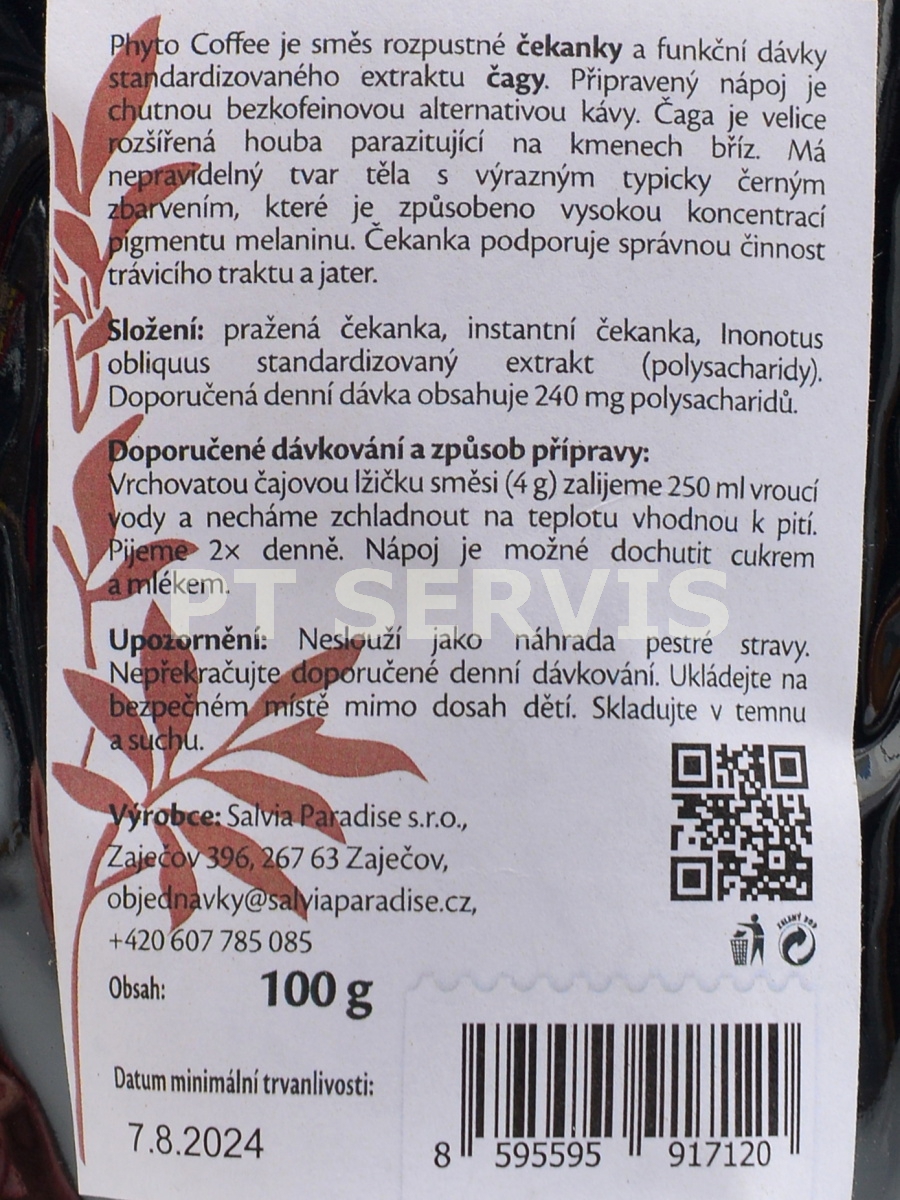 Phyto Coffee je směs rozpustné čekanky a funkční dávky
standardizovaného extraktu čagy. Připravený nápoj je
chutnou bezkofeinovou alternativou kávy. Čaga je velice
rozšířená houba parazitující na kmenech bříz. Má
nepravidelný tvar těla s výrazným typicky černým
zbarvením, které je způsobeno vysokou koncentrací
pigmentu melaninu. Čekanka podporuje správnou činnost
trávicího traktu a jater.
Složení: pražená čekanka, instantní čekanka, Inonotus
obliquus standardizovaný extrakt (polysacharidy).
Doporučená denní dávka obsahuje 240 mg polysacharidů.
Doporučené dávkování a způsob přípravy:
Vrchovatou čajovou lžičku směsi (4 g) zalijeme 250 ml vroucí
vody a necháme zchladnout na teplotu vhodnou k pití.
Pijeme 2x denně. Nápoj je možné dochutit cukrem
a mlékem.
PT SERVIS
Upozornění: Neslouží jako náhrada pestré stravy.
Nepřekračujte doporučené denní dávkování. Ukládejte na
bezpečném místě mimo dosah dětí. Skladujte v temnu
a suchu.
Výrobce: Salvia Paradise s.r.o.,
Zaječov 396, 267 63 Zaječov,
objednavky@salviaparadise.cz,
+420 607 785 085
ZELENÝ BOD
Obsah: 100 g
Datum minimální trvanlivosti:
7.8.2024
8 595595 917120